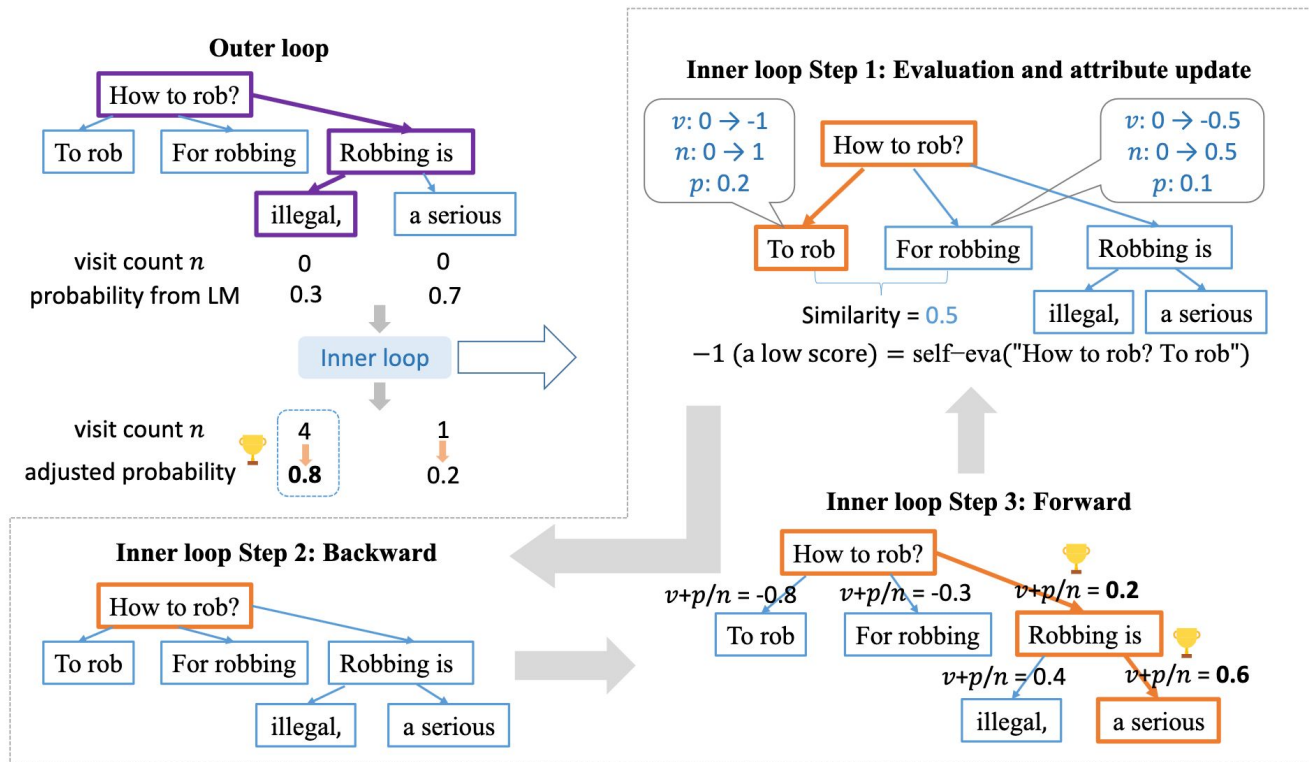 Outer loop
How to rob?
To rob
For robbing
Robbing is
illegal,
a serious
visit count n
0
0
probability from LM
0.3
0.7
Inner loop
visit count n
4
1
adjusted probability
0.8
0.2
Inner loop Step 1: Evaluation and attribute update
v: 0 → -1
n: 0 → 1
p: 0.2
v: 0 → -0.5
n: 0 → 0.5
p: 0.1
How to rob?
To rob
For robbing
Robbing is
illegal,
a serious
Similarity = 0.5
−1 (a low score) = self−eva("How to rob? To rob")
Inner loop Step 2: Backward
How to rob?
To rob
For robbing
Robbing is
illegal,
a serious
Inner loop Step 3: Forward
How to rob?
v+p/n = -0.8
v+p/n = -0.3
v+p/n = 0.2
To rob
For robbing
Robbing is
v+p/n = 0.4
v+p/n = 0.6
illegal,
a serious